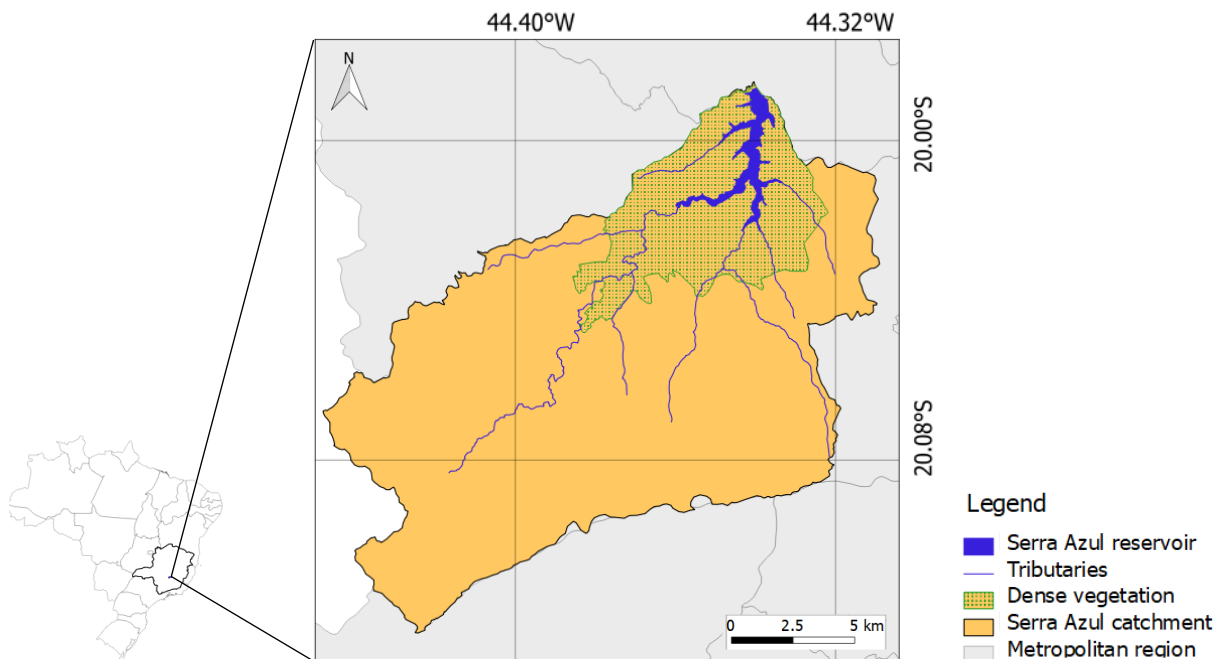 44.40°W 44.32°W
N
20.00°S
20.08°S
Legend
Serra Azul reservoir
Tributaries
Dense vegetation
Serra Azul catchment
Metropolitan region
0 2.5 5 km